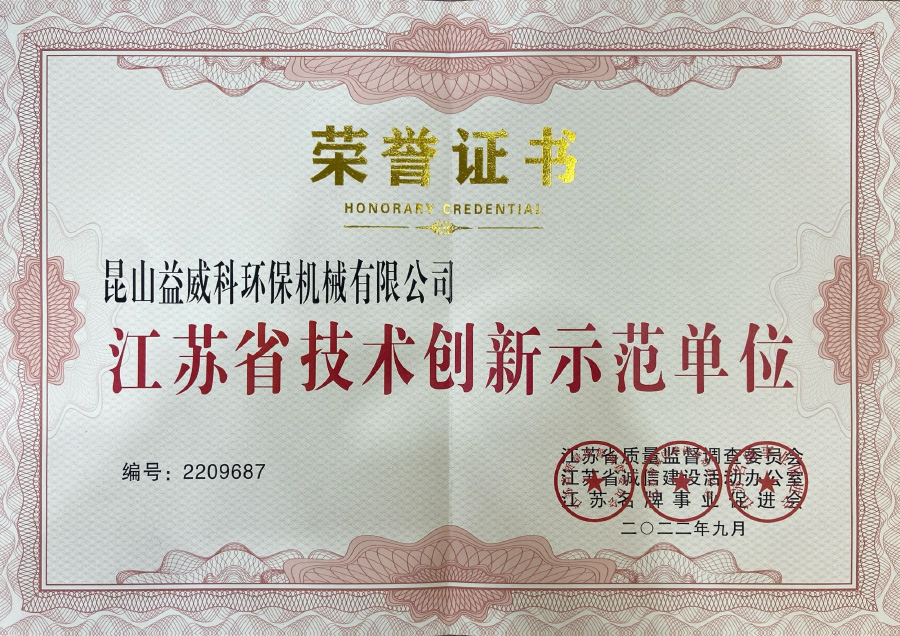 荣誉证书
HONORARY CREDENTIAL
昆山益威科环保机械有限公司
江苏省技术创新示范单位
编号：2209687
江苏省质量监督调查委员会
江苏省诚信建设活动办公室
江苏名牌事业促进会
二〇二二年九月